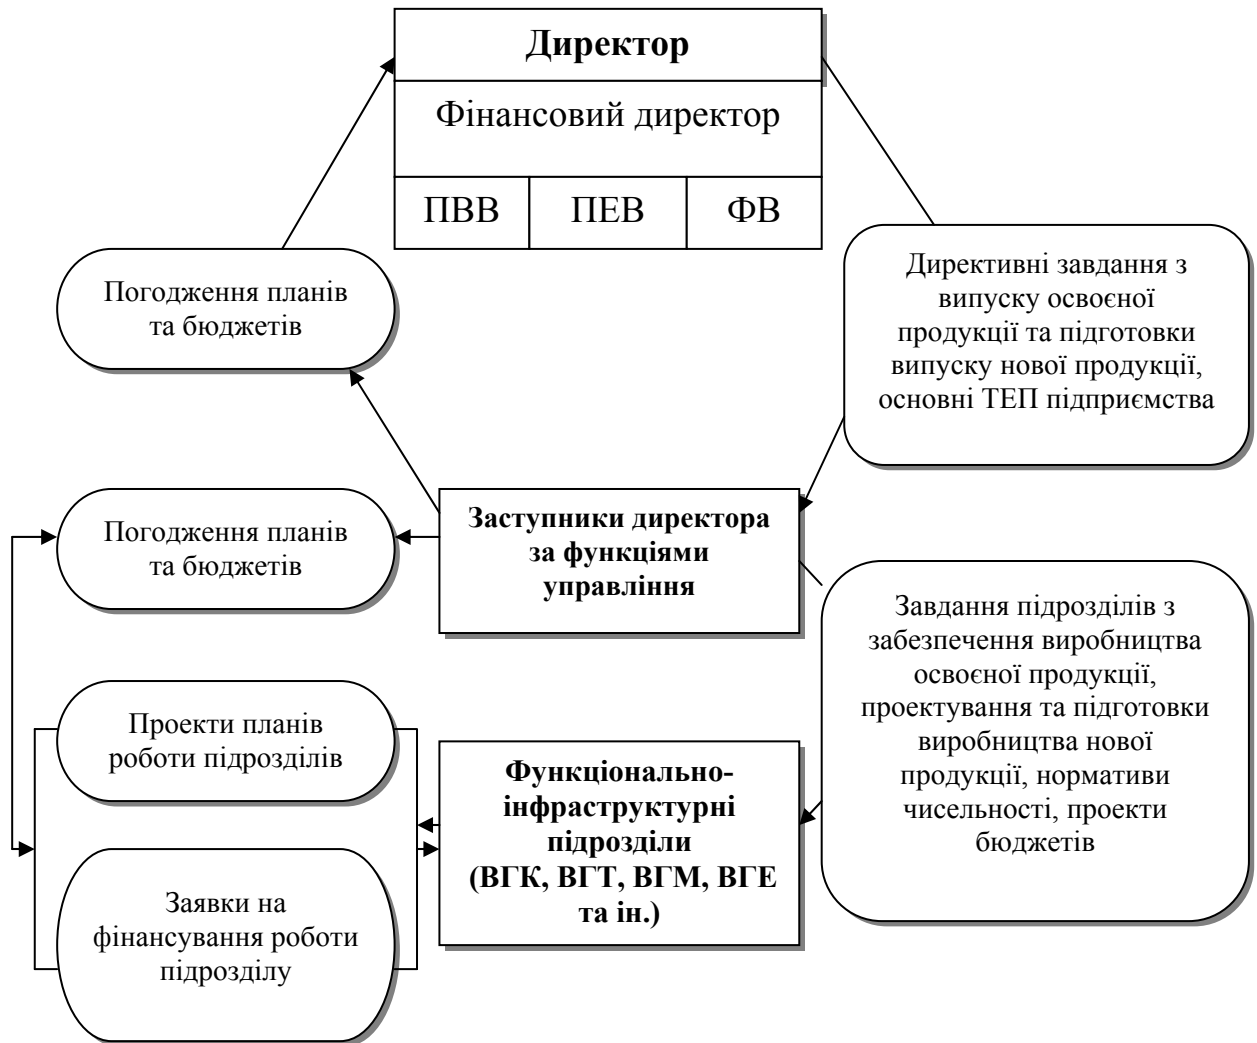 Директор
Фінансовий директор
ПВВ ПЕВ ФВ
Погодження планів
та бюджетів
Директивні завдання з
випуску освоєної
продукції та підготовки
випуску нової продукції,
основні ТЕП підприємства
Погодження планів
та бюджетів
Заступники директора
за функціями
управління
Завдання підрозділів з
забезпечення виробництва
освоєної продукції,
проектування та підготовки
виробництва нової
продукції, нормативи
чисельності, проекти
бюджетів
Проекти планів
роботи підрозділів
Функціонально-
інфраструктурні
підрозділи
(ВГК, ВГТ, ВГМ, ВГЕ
та ін.)
Заявки на
фінансування роботи
підрозділу